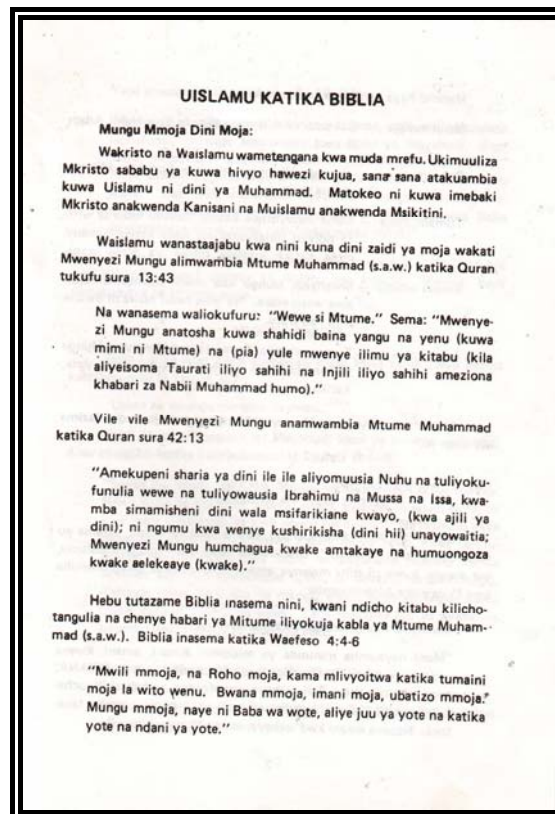 UISLAMU KATIKA BIBLIA
Mungu Mmoja Dini Moja:
Wakristo na Waislamu wametengana kwa muda mrefu. Ukimuuliza
Mkristo sababu ya kuwa hivyo hawezi kujua, sana sana atakuambia
kuwa Uislamu ni dini ya Muhammad. Matokeo ni kuwa imebaki
Mkristo anakwenda Kanisani na Muislamu anakwenda Msikitini.
Waislamu wanastaajabu kwa nini kuna dini zaidi ya moja wakati
Mwenyezi Mungu alimwambia Mtume Muhammad (s.a.w.) katika Quran
tukufu sura 13:43
Na wanasema waliokufuru: "Wewe si Mtume." Sema: "Mwenye-
zi Mungu anatosha kuwa shahidi baina yangu na yenu (kuwa
mimi ni Mtume) na (pia) yule mwenye ilimu ya kitabu (kila
aliyeisoma Taurati iliyo sahihi na Injili iliyo sahihi ameziona
khabari za Nabii Muhammad humo)."
Vile vile Mwenyezi Mungu anamwambia Mtume Muhammad
katika Quran sura 42:13
"Amekupeni sharia ya dini ile ile aliyomuusia Nuhu na tuliyoku-
funulia wewe na tuliyowausia Ibrahimu na Mussa na Issa, kwa-
mba simamisheni dini wala msifarikiane kwayo, (kwa ajili ya
dini); ni ngumu kwa wenye kushirikisha (dini hii) unayowaitia;
Mwenyezi Mungu humchagua kwake amtakaye na humuongoza
kwake aelekeaye (kwake)."
Hebu tutazame Biblia inasema nini, kwani ndicho kitabu kilicho-
tangulia na chenye habari ya Mitume iliyokuja kabla ya Mtume Muham-
mad (s.a.w.). Biblia inasema katika Waefeso 4:4-6
"Mwili mmoja, na Roho moja, kama mlivyoitwa katika tumaini
moja la wito wenu. Bwana mmoja, imani moja, ubatizo mmoja.
Mungu mmoja, naye ni Baba wa wote, aliye juu ya yote na katika
yote na ndani ya yote."